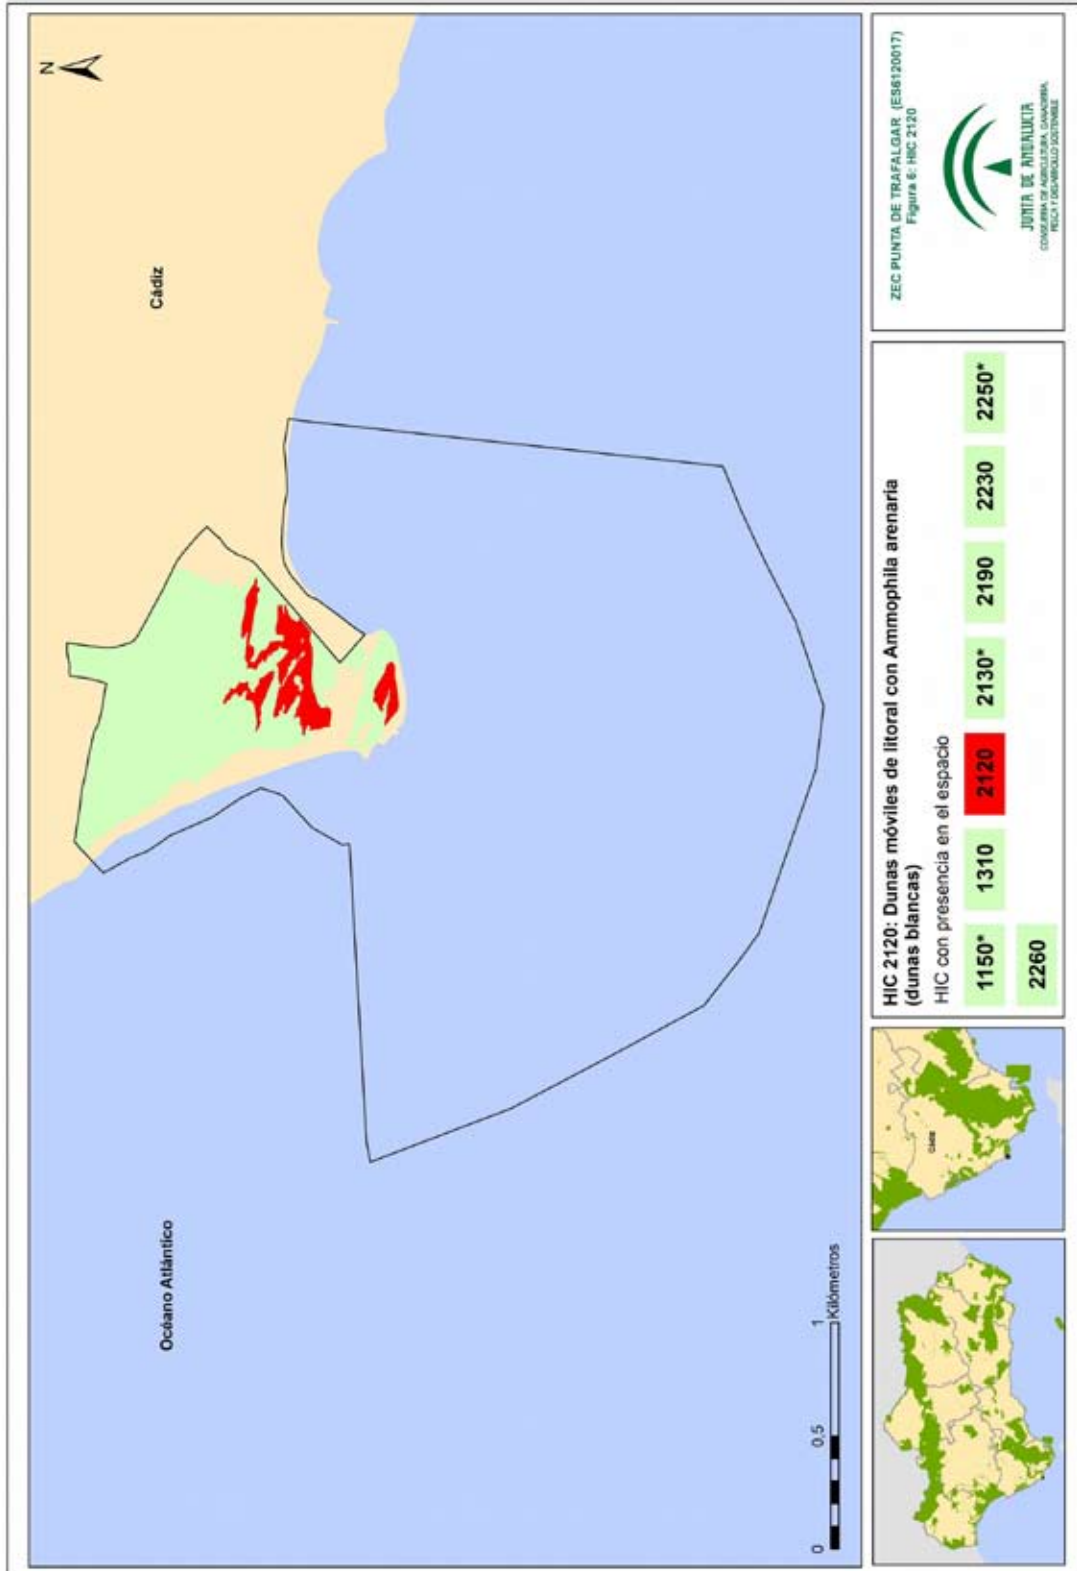 N
Cádiz
Océano Atlántico
0 0,5 1
Kilómetros
Cádiz
HIC 2120: Dunas móviles de litoral con Ammophila arenaria
(dunas blancas)
HIC con presencia en el espacio
1150* 1310 2120 2130* 2190 2230 2250*
2260
ZEC PUNTA DE TRAFALGAR (ES6120017)
Figura 6: HIC 2120
JUNTA DE ANDALUCIA
CONSEJERIA DE AGRICULTURA, GANADERIA,
PESCA Y DESARROLLO SOSTENIBLE